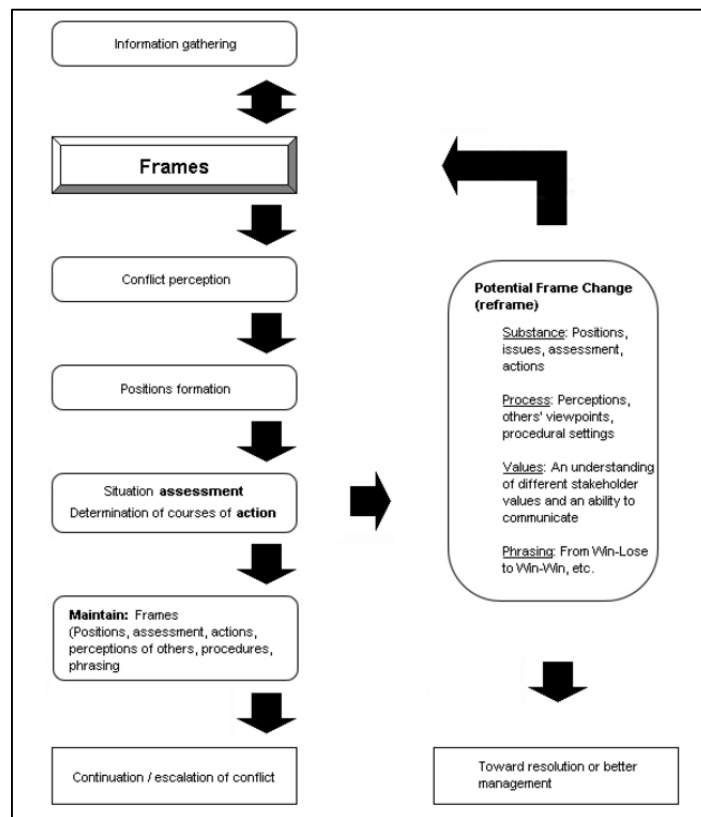 Information gathering
Frames
Conflict perception
Positions formation
Situation assessment
Determination of courses of action
Maintain: Frames
(Positions, assessment, actions,
perceptions of others, procedures,
phrasing
Continuation / escalation of conflict
Potential Frame Change
(reframe)
Substance: Positions,
issues, assessment,
actions
Process: Perceptions,
others' viewpoints,
procedural settings
Values: An understanding
of different stakeholder
values and an ability to
communicate
Phrasing: From Win-Lose
to Win-Win, etc.
Toward resolution or better
management